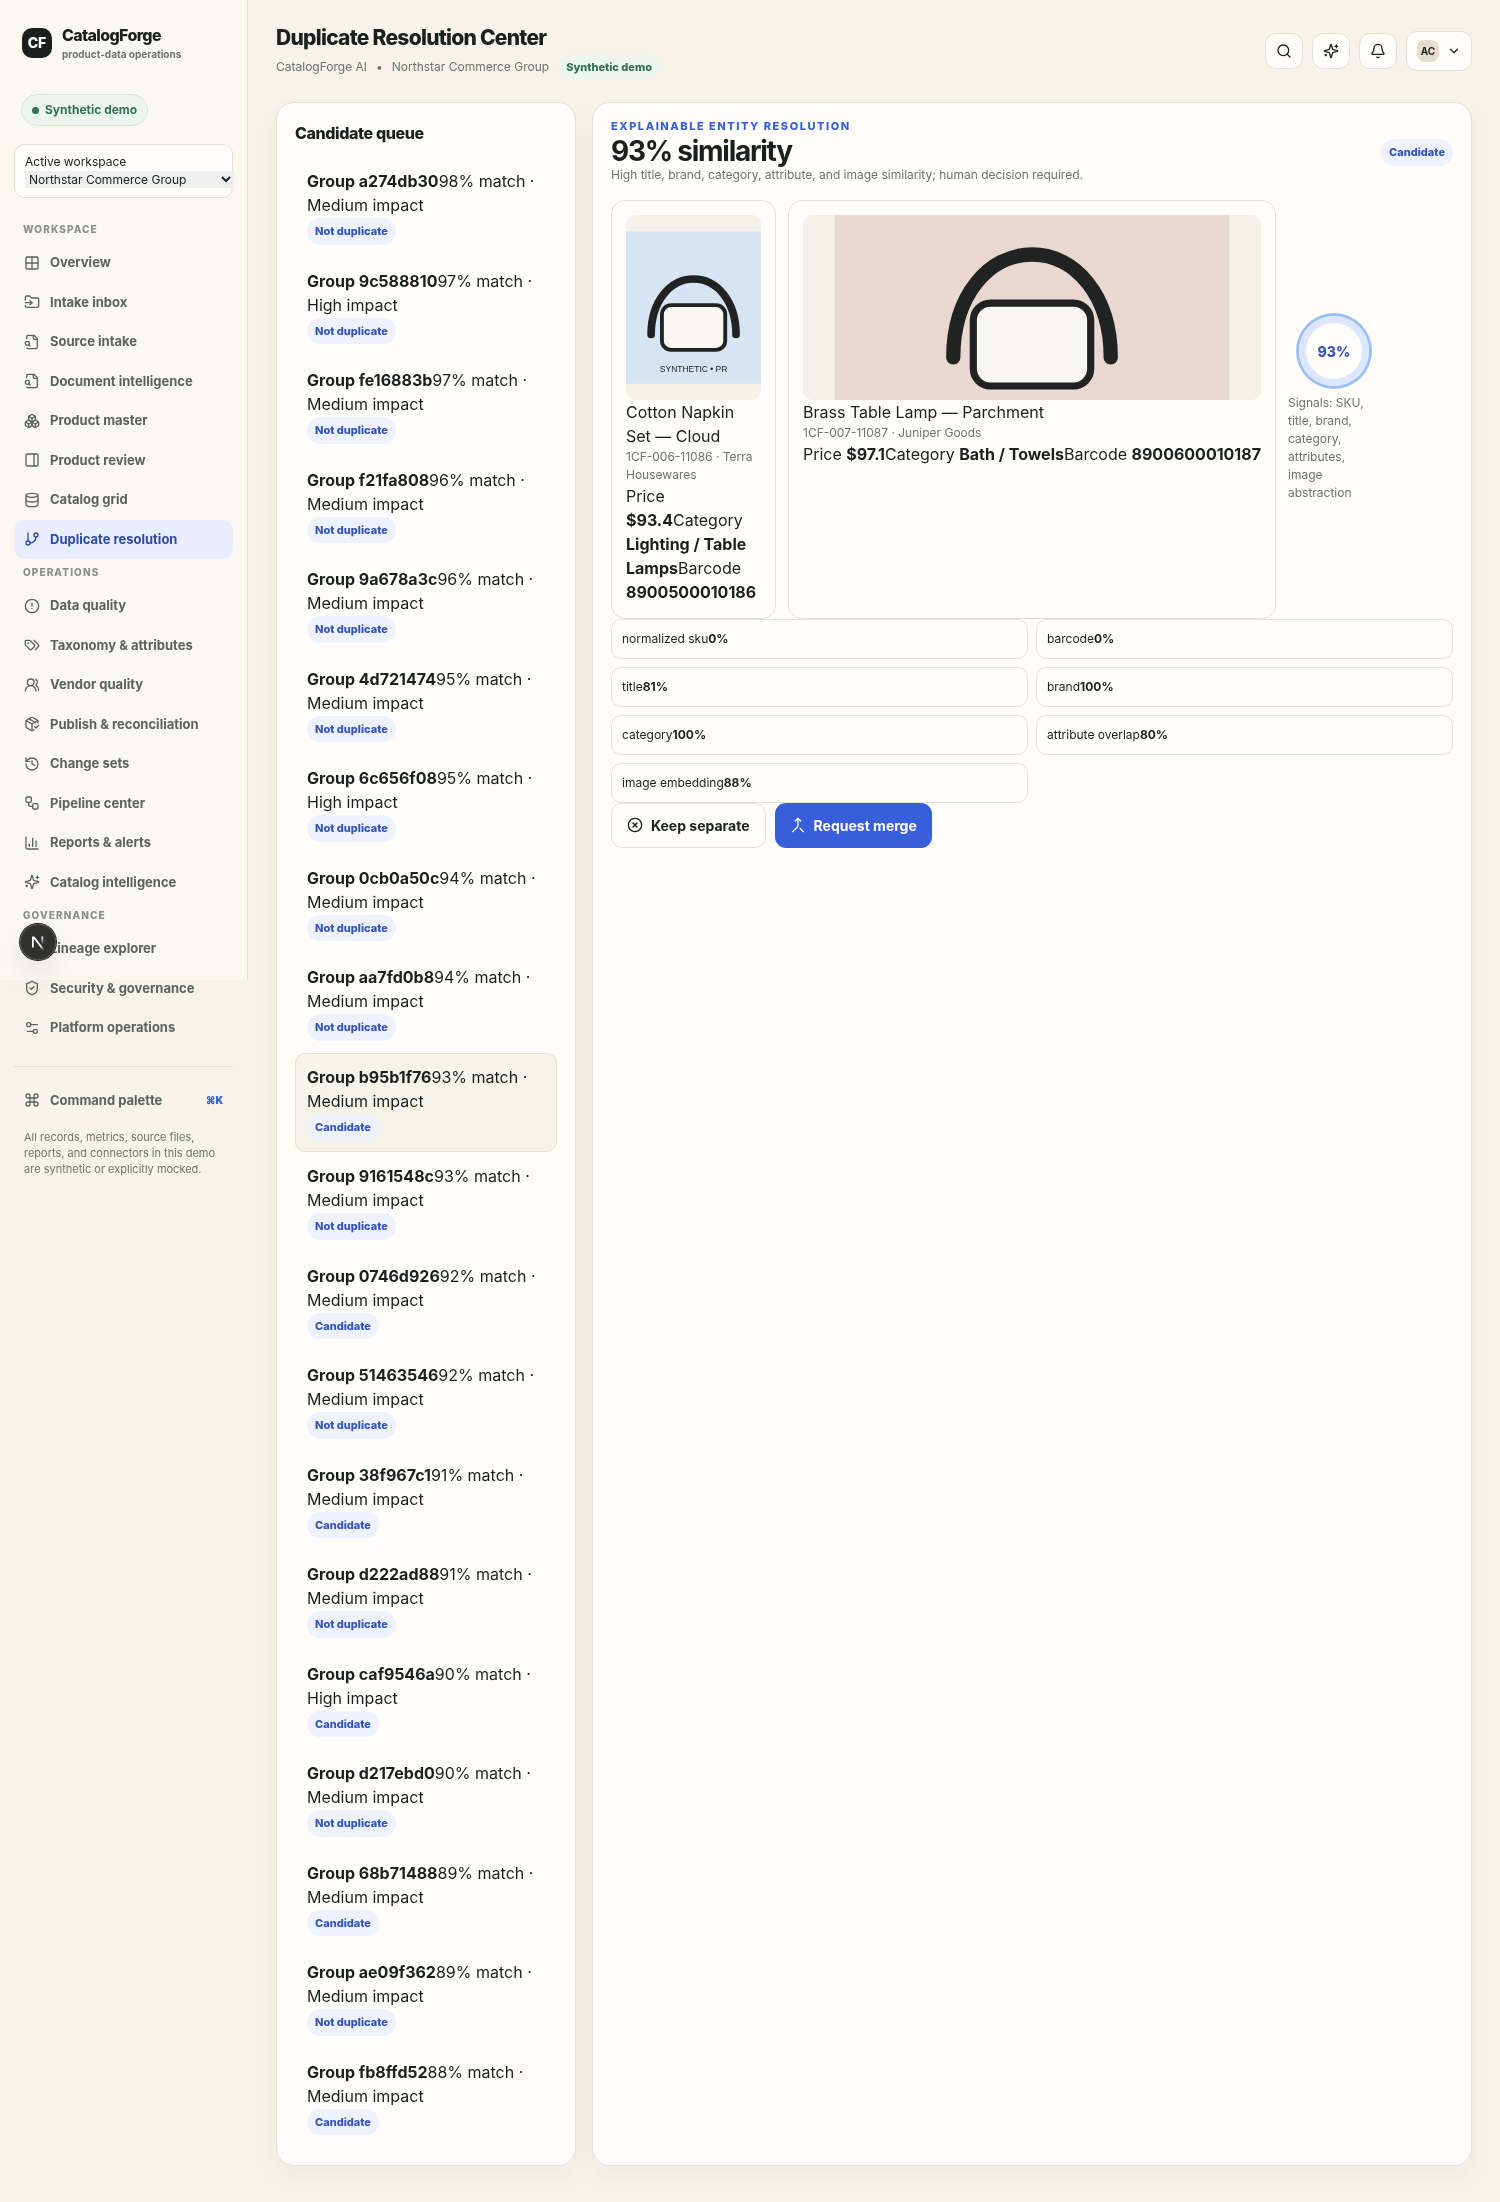 CF
CatalogForge
product-data operations
Synthetic demo
Active workspace
Northstar Commerce Group
WORKSPACE
Overview
Intake inbox
Source intake
Document intelligence
Product master
Product review
Catalog grid
Duplicate resolution
OPERATIONS
Data quality
Taxonomy & attributes
Vendor quality
Publish & reconciliation
Change sets
Pipeline center
Reports & alerts
Catalog intelligence
GOVERNANCE
N
Lineage explorer
Security & governance
Platform operations
Command palette ⌘K
All records, metrics, source files,
reports, and connectors in this demo
are synthetic or explicitly mocked.
Duplicate Resolution Center
CatalogForge AI • Northstar Commerce Group Synthetic demo
AC
Candidate queue
Group a274db3098% match ·
Medium impact
Not duplicate
Group 9c58881097% match ·
High impact
Not duplicate
Group fe16883b97% match ·
Medium impact
Not duplicate
Group f21fa80896% match ·
Medium impact
Not duplicate
Group 9a678a3c96% match ·
Medium impact
Not duplicate
Group 4d72147495% match ·
Medium impact
Not duplicate
Group 6c656f0895% match ·
High impact
Not duplicate
Group 0cb0a50c94% match ·
Medium impact
Not duplicate
Group aa7fd0b894% match ·
Medium impact
Not duplicate
Group b95b1f7693% match ·
Medium impact
Candidate
Group 9161548c93% match ·
Medium impact
Not duplicate
Group 0746d92692% match ·
Medium impact
Candidate
Group 5146354692% match ·
Medium impact
Not duplicate
Group 38f967c191% match ·
Medium impact
Candidate
Group d222ad8891% match ·
Medium impact
Not duplicate
Group caf9546a90% match ·
High impact
Candidate
Group d217ebd090% match ·
Medium impact
Not duplicate
Group 68b7148889% match ·
Medium impact
Candidate
Group ae09f36289% match ·
Medium impact
Not duplicate
Group fb8ffd5288% match ·
Medium impact
Candidate
EXPLAINABLE ENTITY RESOLUTION
93% similarity
High title, brand, category, attribute, and image similarity; human decision required.
Candidate
SYNTHETIC • PR
Cotton Napkin
Set — Cloud
1CF-006-11086 · Terra
Housewares
Price
$93.4Category
Lighting / Table
LampsBarcode
8900500010186
Brass Table Lamp — Parchment
1CF-007-11087 · Juniper Goods
Price $97.1Category Bath / TowelsBarcode 8900600010187
93%
Signals: SKU,
title, brand,
category,
attributes,
image
abstraction
normalized sku0%
barcode0%
title81%
brand100%
category100%
attribute overlap80%
image embedding88%
Keep separate
Request merge